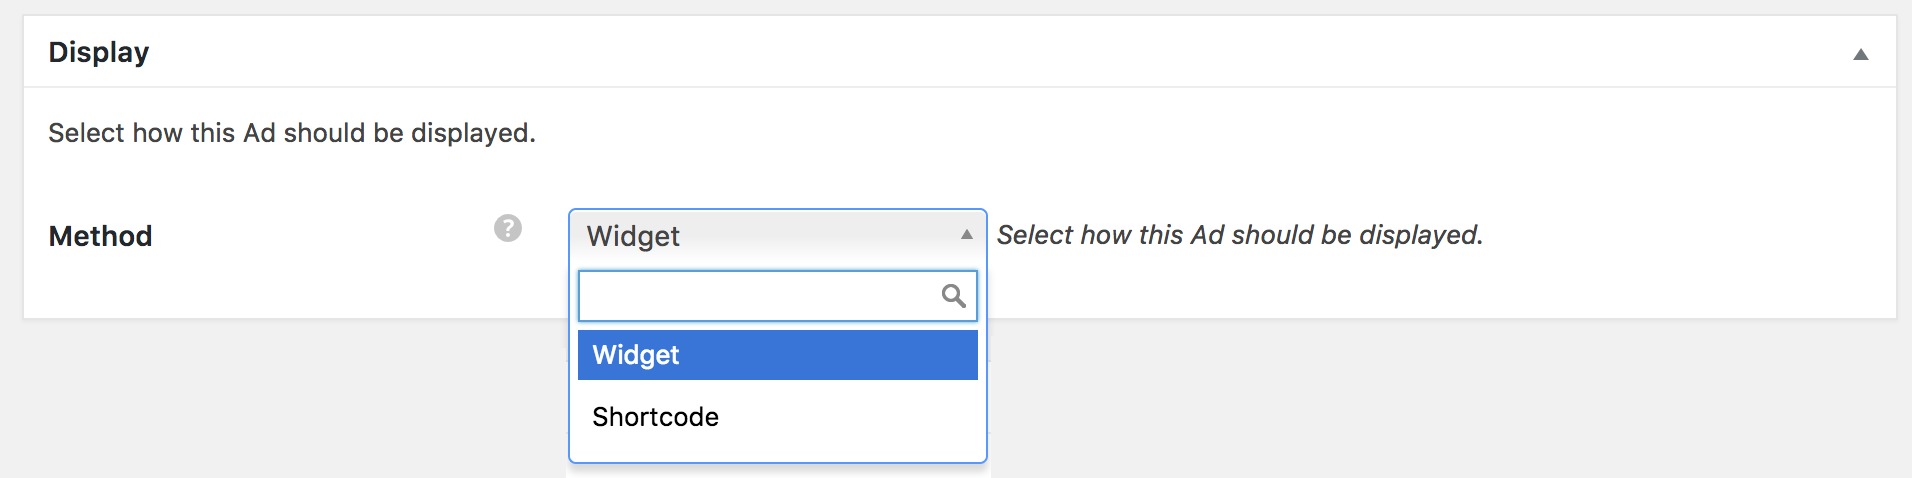 Display
Select how this Ad should be displayed.
Method ? Widget Select how this Ad should be displayed.
Widget
Shortcode